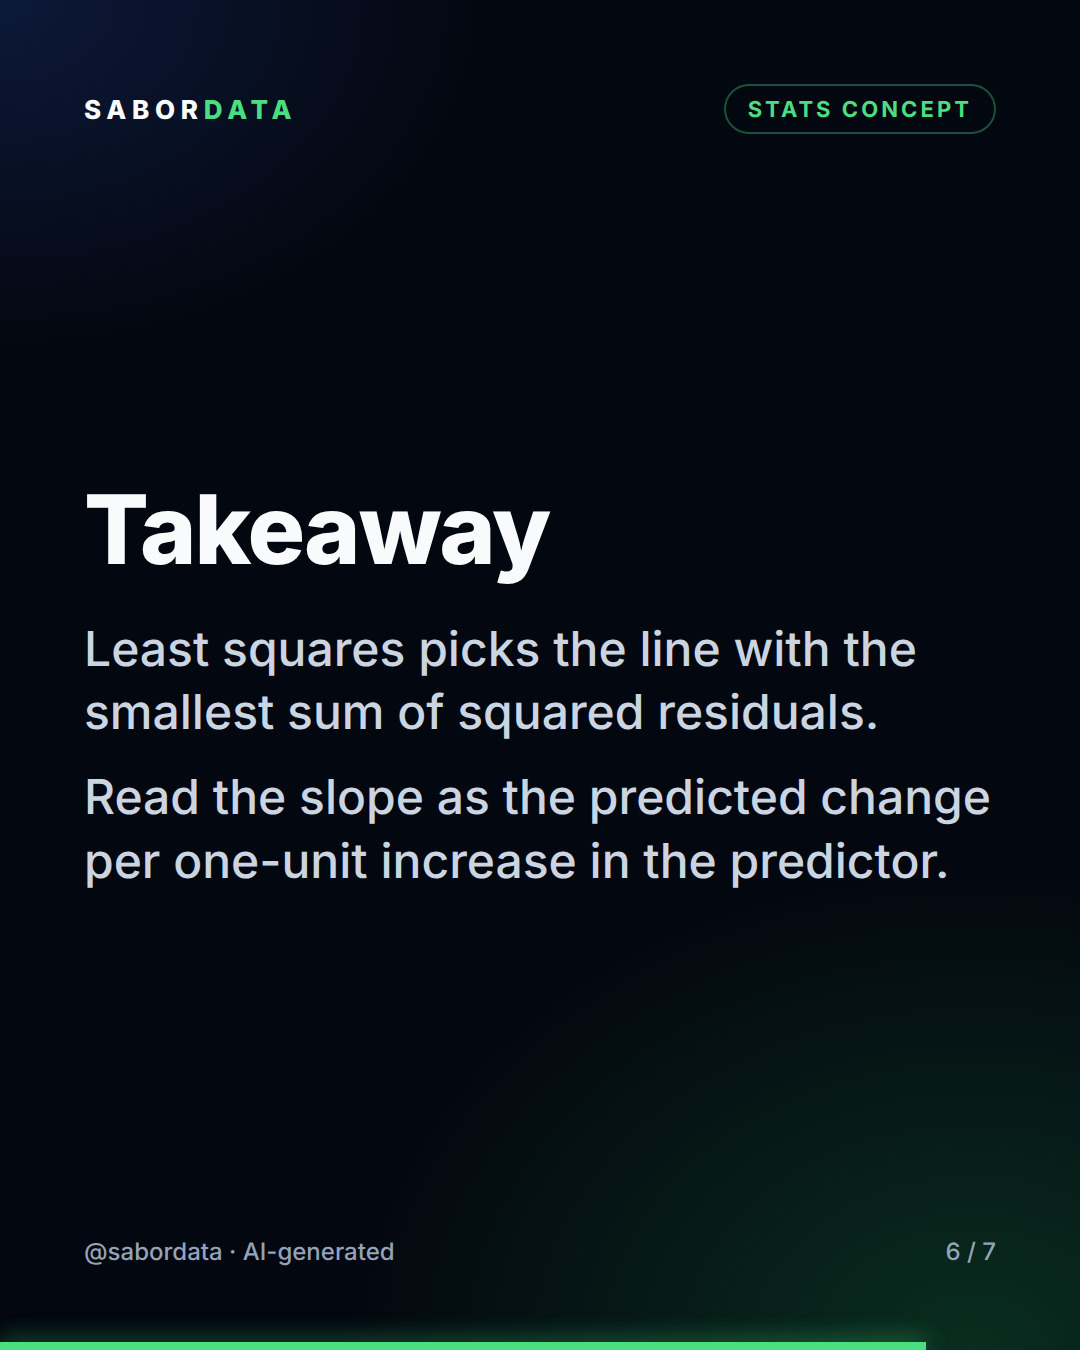 SABORDATA
STATS CONCEPT
Takeaway
Least squares picks the line with the
smallest sum of squared residuals.
Read the slope as the predicted change
per one-unit increase in the predictor.
@sabordata · AI-generated
6 / 7